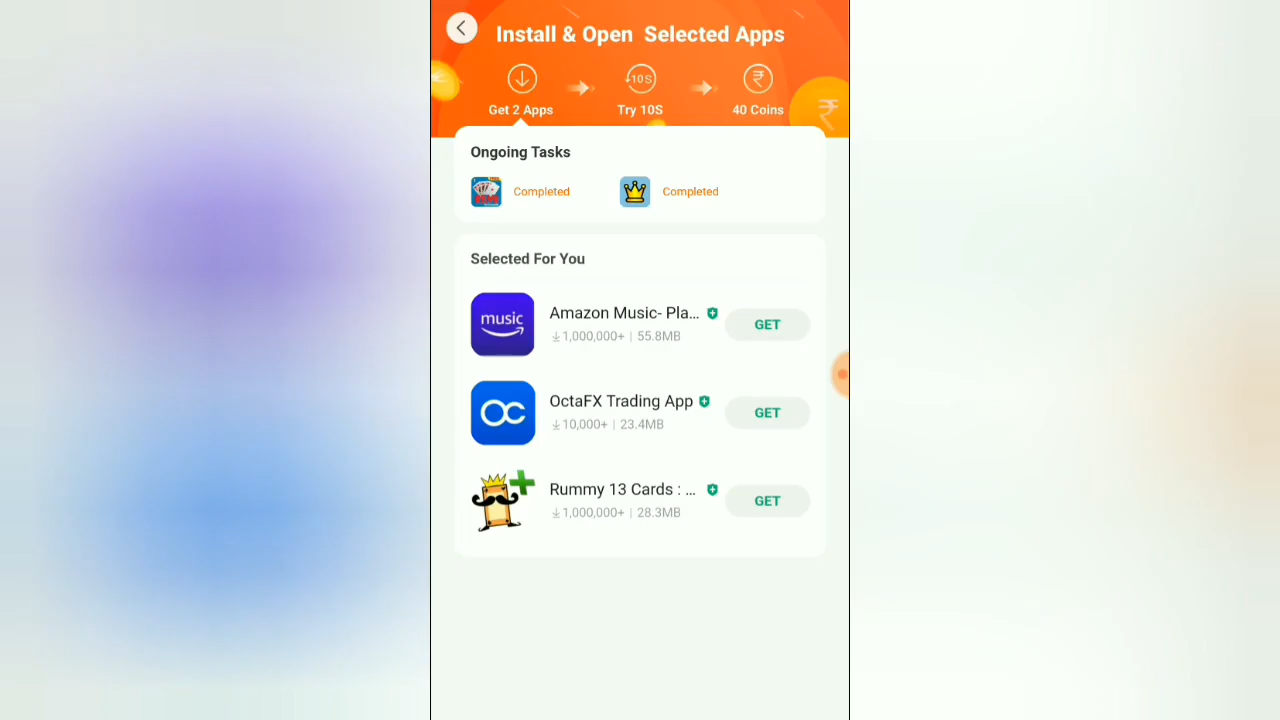 Install & Open Selected Apps
10S
Get 2 Apps
Try 10S
40 Coins
Ongoing Tasks
Completed
Completed
Selected For You
music
Amazon Music- Pla...
1,000,000+ | 55.8MB
GET
OctaFX Trading App
10,000+ | 23.4MB
GET
Rummy 13 Cards : ...
1,000,000+ | 28.3MB
GET